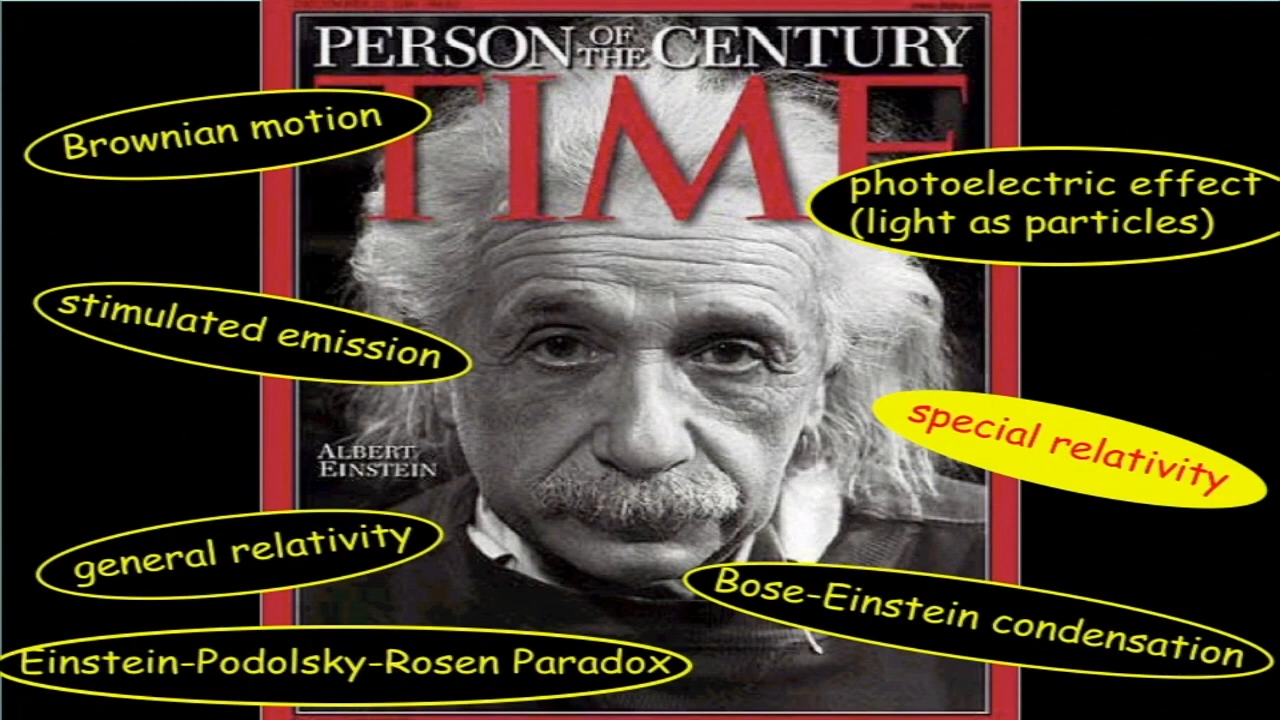 PERSON OF THE CENTURY
TIME
Brownian motion
photoelectric effect
(light as particles)
stimulated emission
special relativity
ALBERT
EINSTEIN
general relativity
Bose-Einstein condensation
Einstein-Podolsky-Rosen Paradox